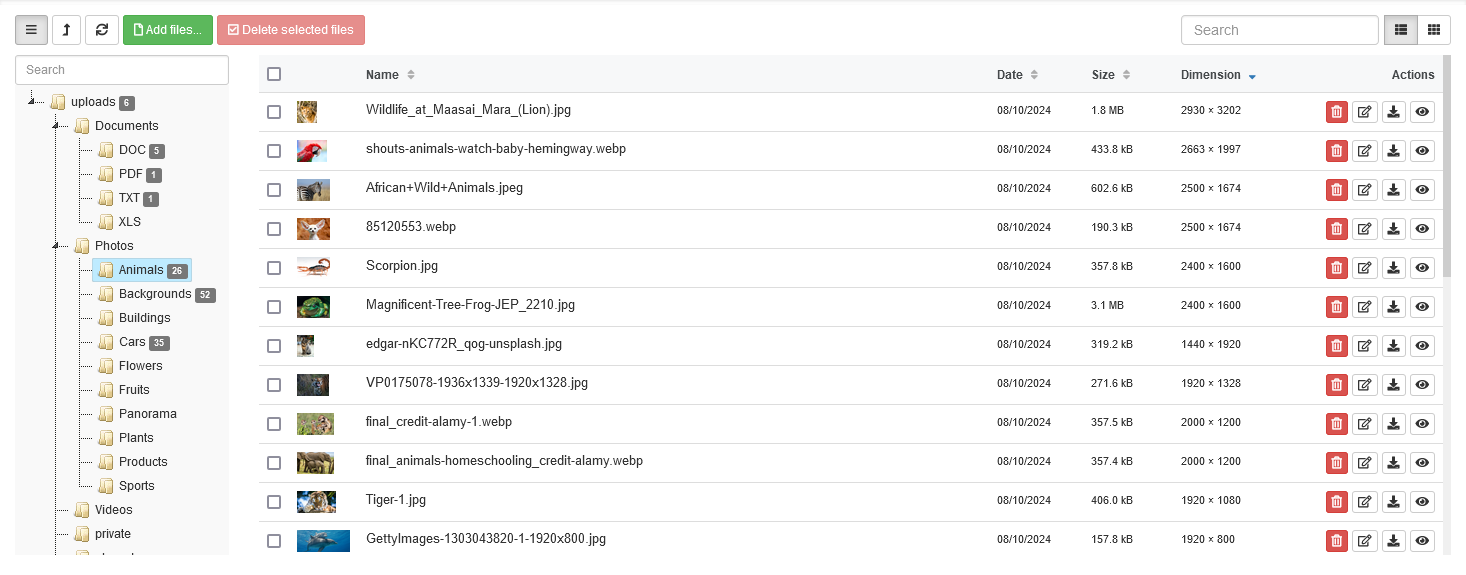 Add files... Delete selected files Search
Search
Name Date Size Dimension Actions
uploads 6
Documents
DOC 5
PDF 1
TXT 1
XLS
Photos
Animals 26
Backgrounds 52
Buildings
Cars 35
Flowers
Fruits
Panorama
Plants
Products
Sports
Videos
private
Wildlife_at_Maasai_Mara_(Lion).jpg 08/10/2024 1.8 MB 2930 × 3202
shouts-animals-watch-baby-hemingway.webp 08/10/2024 433.8 kB 2663 × 1997
African+Wild+Animals.jpeg 08/10/2024 602.6 kB 2500 × 1674
85120553.webp 08/10/2024 190.3 kB 2500 × 1674
Scorpion.jpg 08/10/2024 357.8 kB 2400 × 1600
Magnificent-Tree-Frog-JEP_2210.jpg 08/10/2024 3.1 MB 2400 × 1600
edgar-nKC772R_qog-unsplash.jpg 08/10/2024 319.2 kB 1440 × 1920
VP0175078-1936x1339-1920x1328.jpg 08/10/2024 271.6 kB 1920 × 1328
final_credit-alamy-1.webp 08/10/2024 357.5 kB 2000 × 1200
final_animals-homeschooling_credit-alamy.webp 08/10/2024 357.4 kB 2000 × 1200
Tiger-1.jpg 08/10/2024 406.0 kB 1920 × 1080
GettyImages-1303043820-1-1920x800.jpg 08/10/2024 157.8 kB 1920 × 800